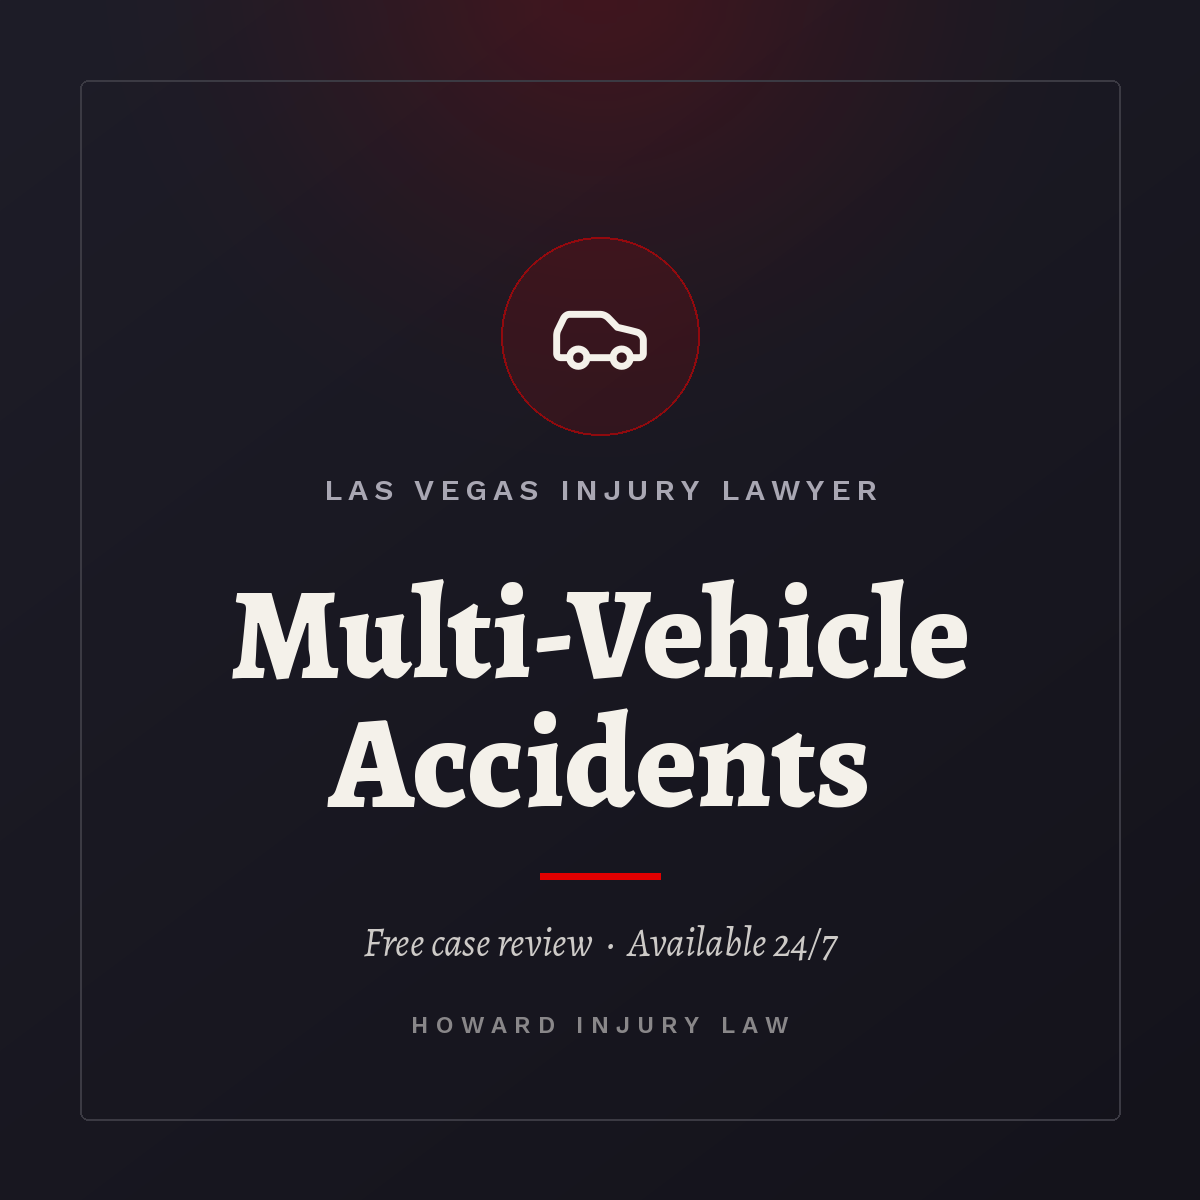 LAS VEGAS INJURY LAWYER
Multi-Vehicle
Accidents
Free case review · Available 24/7
HOWARD INJURY LAW